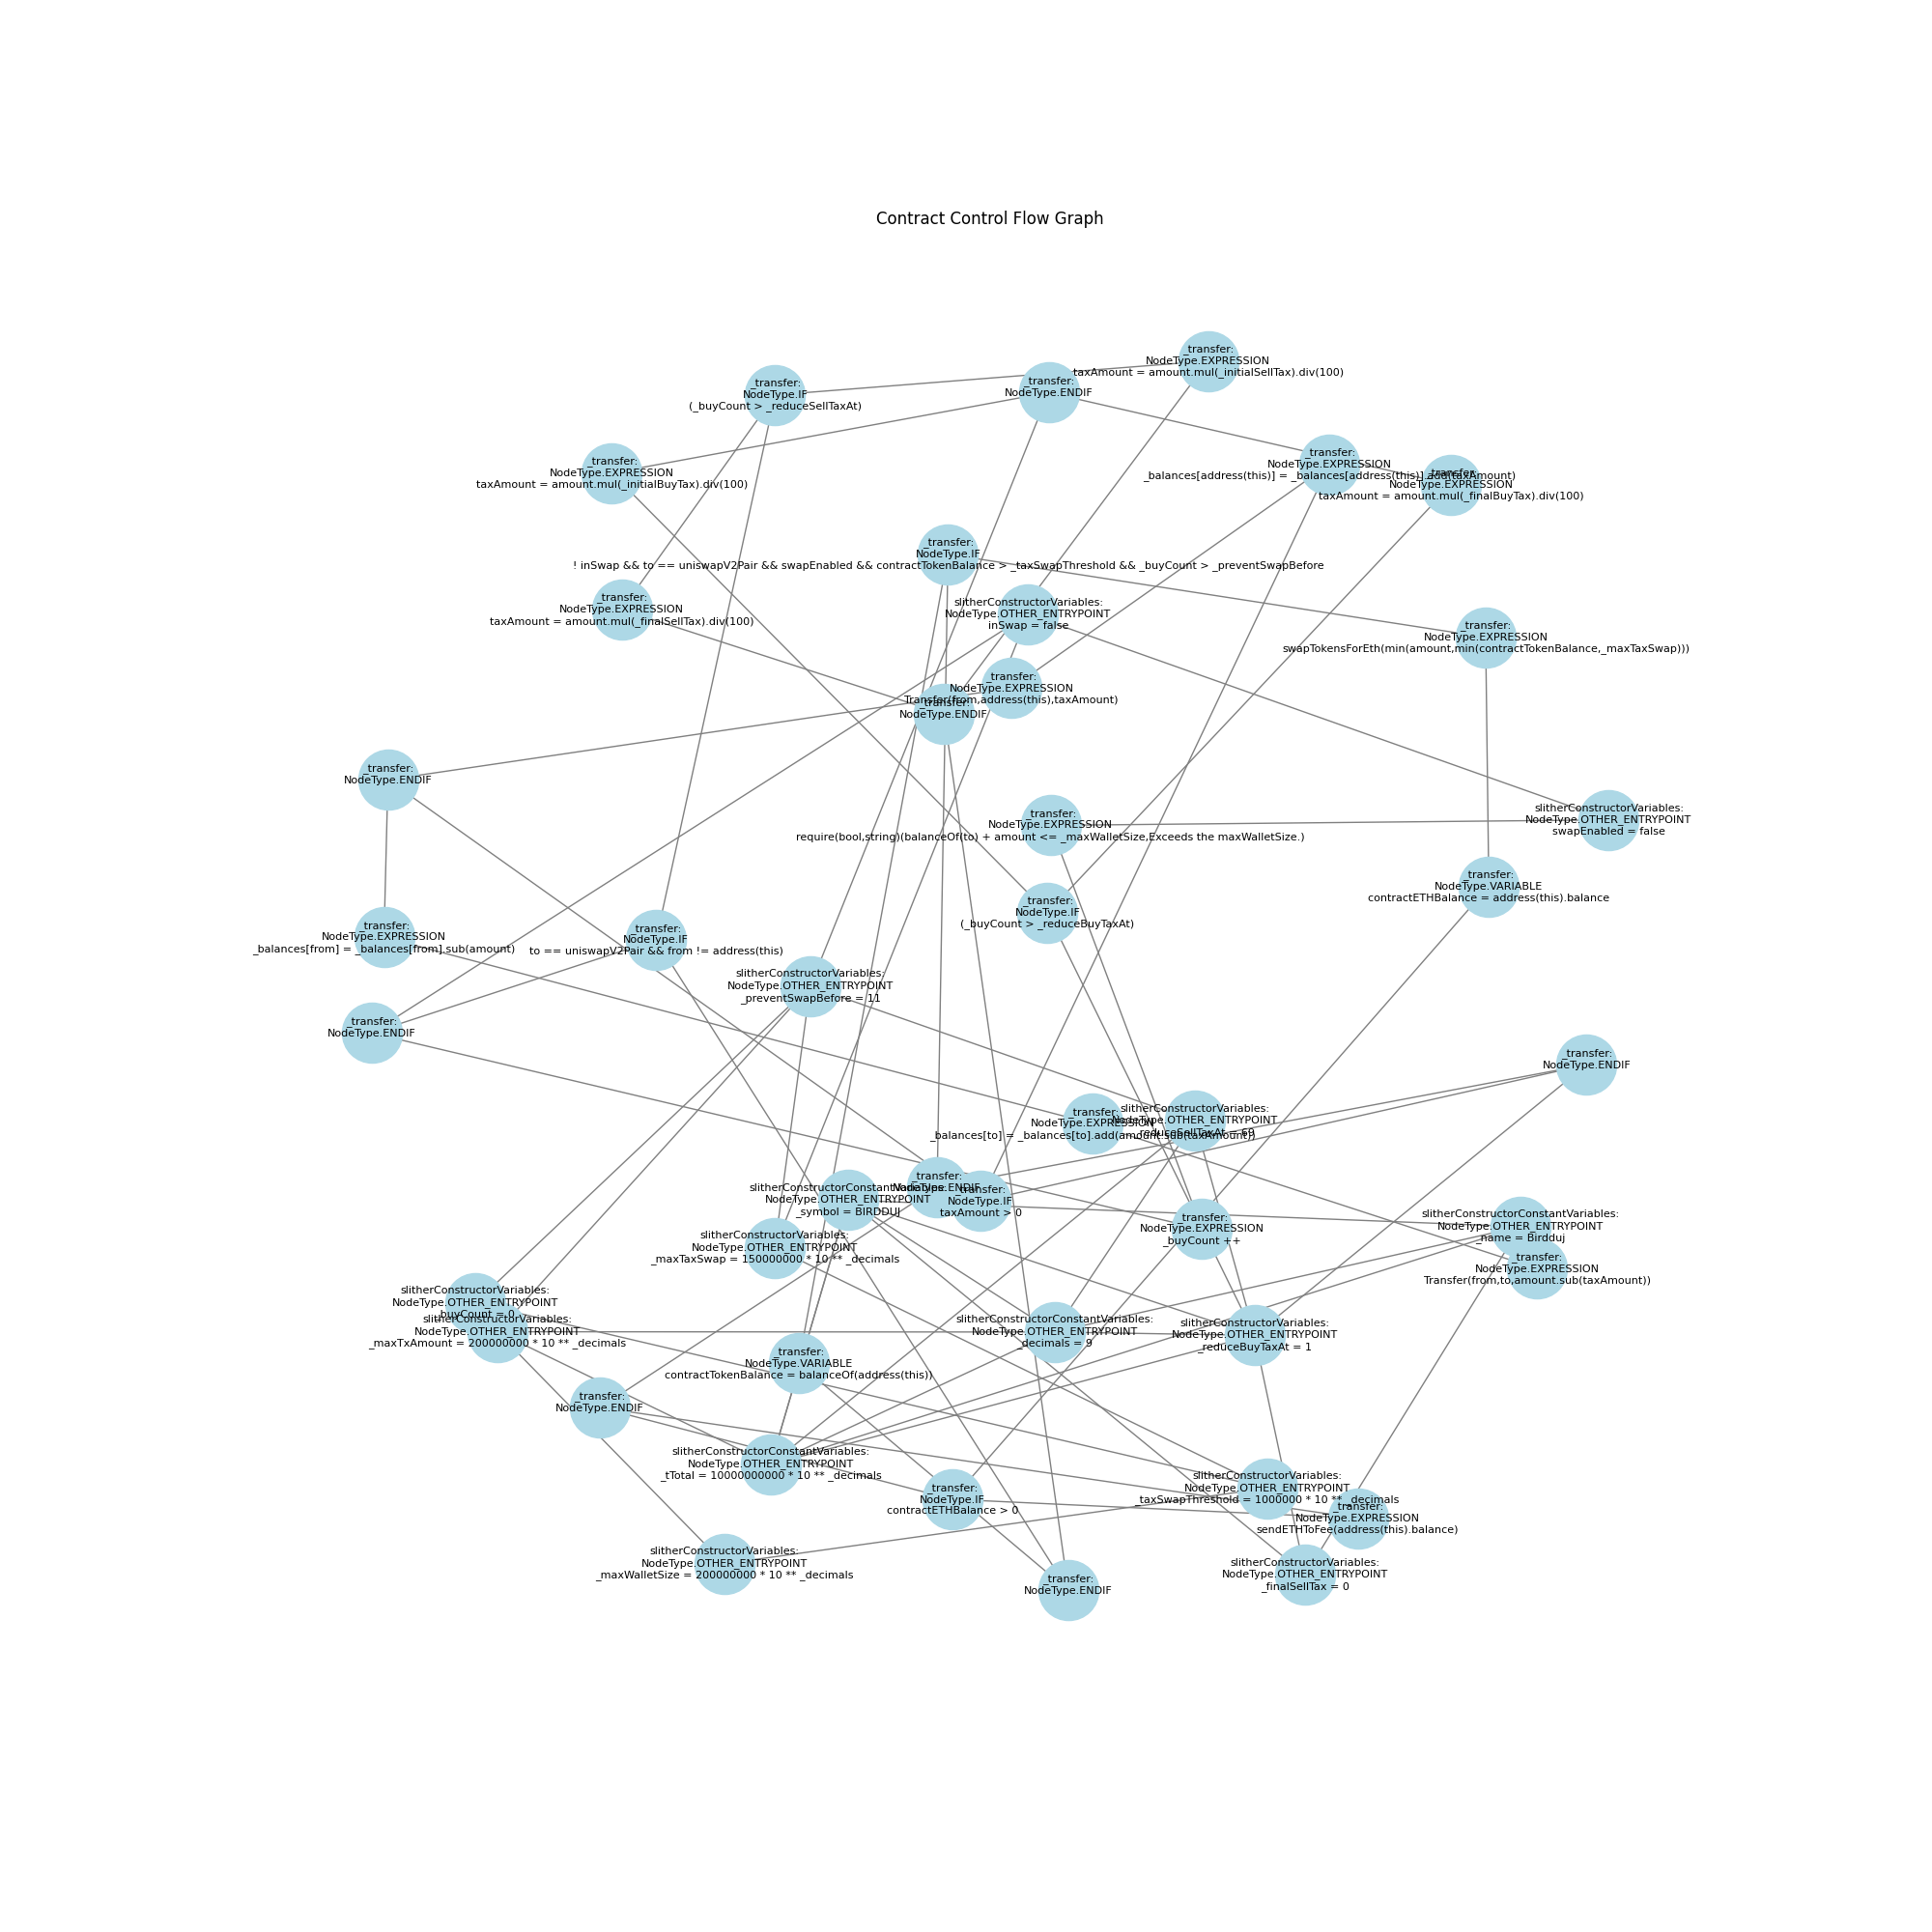 Contract Control Flow Graph
_transfer:
NodeType.EXPRESSION
taxAmount = amount.mul(_initialSellTax).div(100)
_transfer:
NodeType.ENDIF
_transfer:
NodeType.IF
(_buyCount > _reduceSellTaxAt)
_transfer:
NodeType.EXPRESSION
_balances[address(this)] = _balances[address(this)].add(taxAmount)
_transfer:
NodeType.EXPRESSION
taxAmount = amount.mul(_initialBuyTax).div(100)
_transfer:
NodeType.EXPRESSION
taxAmount = amount.mul(_finalBuyTax).div(100)
_transfer:
NodeType.IF
! inSwap && to == uniswapV2Pair && swapEnabled && contractTokenBalance > _taxSwapThreshold && _buyCount > _preventSwapBefore
_transfer:
NodeType.EXPRESSION
taxAmount = amount.mul(_finalSellTax).div(100)
slitherConstructorVariables:
NodeType.OTHER_ENTRYPOINT
inSwap = false
_transfer:
NodeType.EXPRESSION
swapTokensForEth(min(amount,min(contractTokenBalance,_maxTaxSwap)))
_transfer:
NodeType.EXPRESSION
Transfer(from,address(this),taxAmount)
_transfer:
NodeType.ENDIF
_transfer:
NodeType.ENDIF
slitherConstructorVariables:
NodeType.OTHER_ENTRYPOINT
swapEnabled = false
_transfer:
NodeType.EXPRESSION
require(bool,string)(balanceOf(to) + amount <= _maxWalletSize,Exceeds the maxWalletSize.)
_transfer:
NodeType.VARIABLE
contractETHBalance = address(this).balance
_transfer:
NodeType.IF
(_buyCount > _reduceBuyTaxAt)
_transfer:
NodeType.EXPRESSION
_balances[from] = _balances[from].sub(amount)
_transfer:
NodeType.IF
to == uniswapV2Pair && from != address(this)
slitherConstructorVariables:
NodeType.OTHER_ENTRYPOINT
_preventSwapBefore = 11
_transfer:
NodeType.ENDIF
_transfer:
NodeType.ENDIF
slitherConstructorVariables:
NodeType.OTHER_ENTRYPOINT
_reduceSellTaxAt = 69
_transfer:
NodeType.EXPRESSION
_balances[to] = _balances[to].add(amount.sub(taxAmount))
_transfer:
NodeType.ENDIF
_transfer:
NodeType.IF
taxAmount > 0
slitherConstructorConstantVariables:
NodeType.OTHER_ENTRYPOINT
_symbol = BIRDDUJ
_transfer:
NodeType.EXPRESSION
_buyCount ++
slitherConstructorConstantVariables:
NodeType.OTHER_ENTRYPOINT
_name = Birdduj
slitherConstructorVariables:
NodeType.OTHER_ENTRYPOINT
_maxTaxSwap = 150000000 * 10 ** _decimals
_transfer:
NodeType.EXPRESSION
Transfer(from,to,amount.sub(taxAmount))
slitherConstructorVariables:
NodeType.OTHER_ENTRYPOINT
_buyCount = 0
slitherConstructorVariables:
NodeType.OTHER_ENTRYPOINT
_maxTxAmount = 200000000 * 10 ** _decimals
slitherConstructorConstantVariables:
NodeType.OTHER_ENTRYPOINT
_decimals = 9
slitherConstructorVariables:
NodeType.OTHER_ENTRYPOINT
_reduceBuyTaxAt = 1
_transfer:
NodeType.VARIABLE
contractTokenBalance = balanceOf(address(this))
_transfer:
NodeType.ENDIF
slitherConstructorConstantVariables:
NodeType.OTHER_ENTRYPOINT
_tTotal = 10000000000 * 10 ** _decimals
slitherConstructorVariables:
NodeType.OTHER_ENTRYPOINT
_taxSwapThreshold = 1000000 * 10 ** _decimals
_transfer:
NodeType.IF
contractETHBalance > 0
_transfer:
NodeType.EXPRESSION
sendETHToFee(address(this).balance)
slitherConstructorVariables:
NodeType.OTHER_ENTRYPOINT
_maxWalletSize = 200000000 * 10 ** _decimals
slitherConstructorVariables:
NodeType.OTHER_ENTRYPOINT
_finalSellTax = 0
_transfer:
NodeType.ENDIF